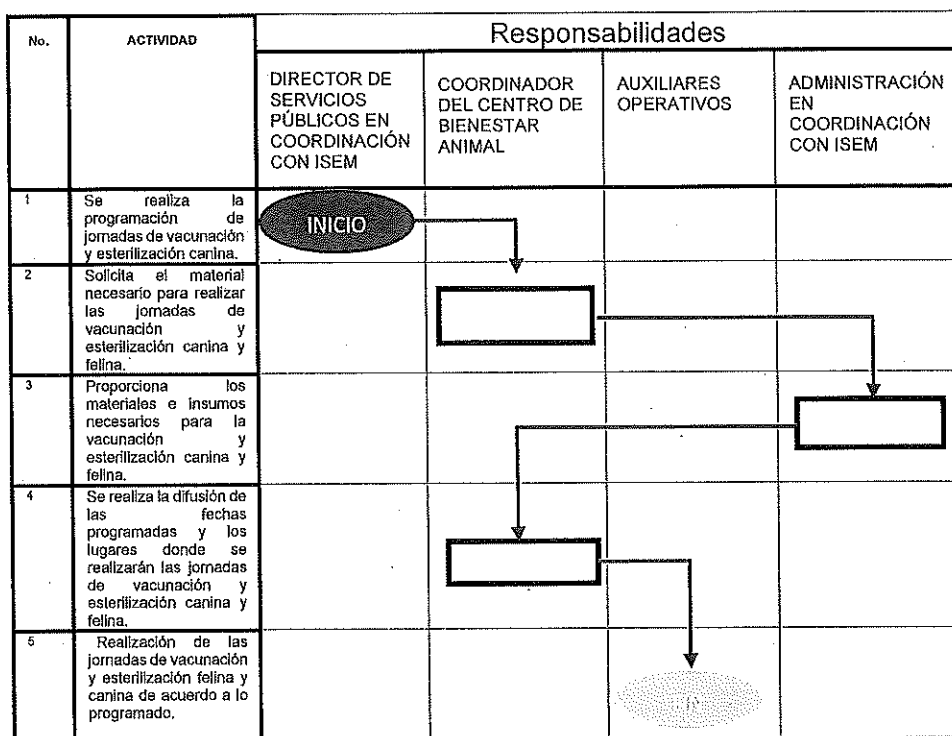 Responsabilidades
No.
ACTIVIDAD
DIRECTOR DE
SERVICIOS
PÚBLICOS EN
COORDINACIÓN
CON ISEM
COORDINADOR
DEL CENTRO DE
BIENESTAR
ANIMAL
AUXILIARES
OPERATIVOS
ADMINISTRACIÓN
EN
COORDINACIÓN
CON ISEM
1
Se realiza la
programación de
jornadas de vacunación
y esterilización canina.
INICIO
2
Solicita el material
necesario para realizar
las jornadas de
vacunación y
esterilización canina y
felina.
3
Proporciona los
materiales e insumos
necesarios para la
vacunación y
esterilización canina y
felina.
4
Se realiza la difusión de
las fechas
programadas y los
lugares donde se
realizarán las jornadas
de vacunación y
esterilización canina y
felina.
5
Realización de las
jornadas de vacunación
y esterilización felina y
canina de acuerdo a lo
programado.